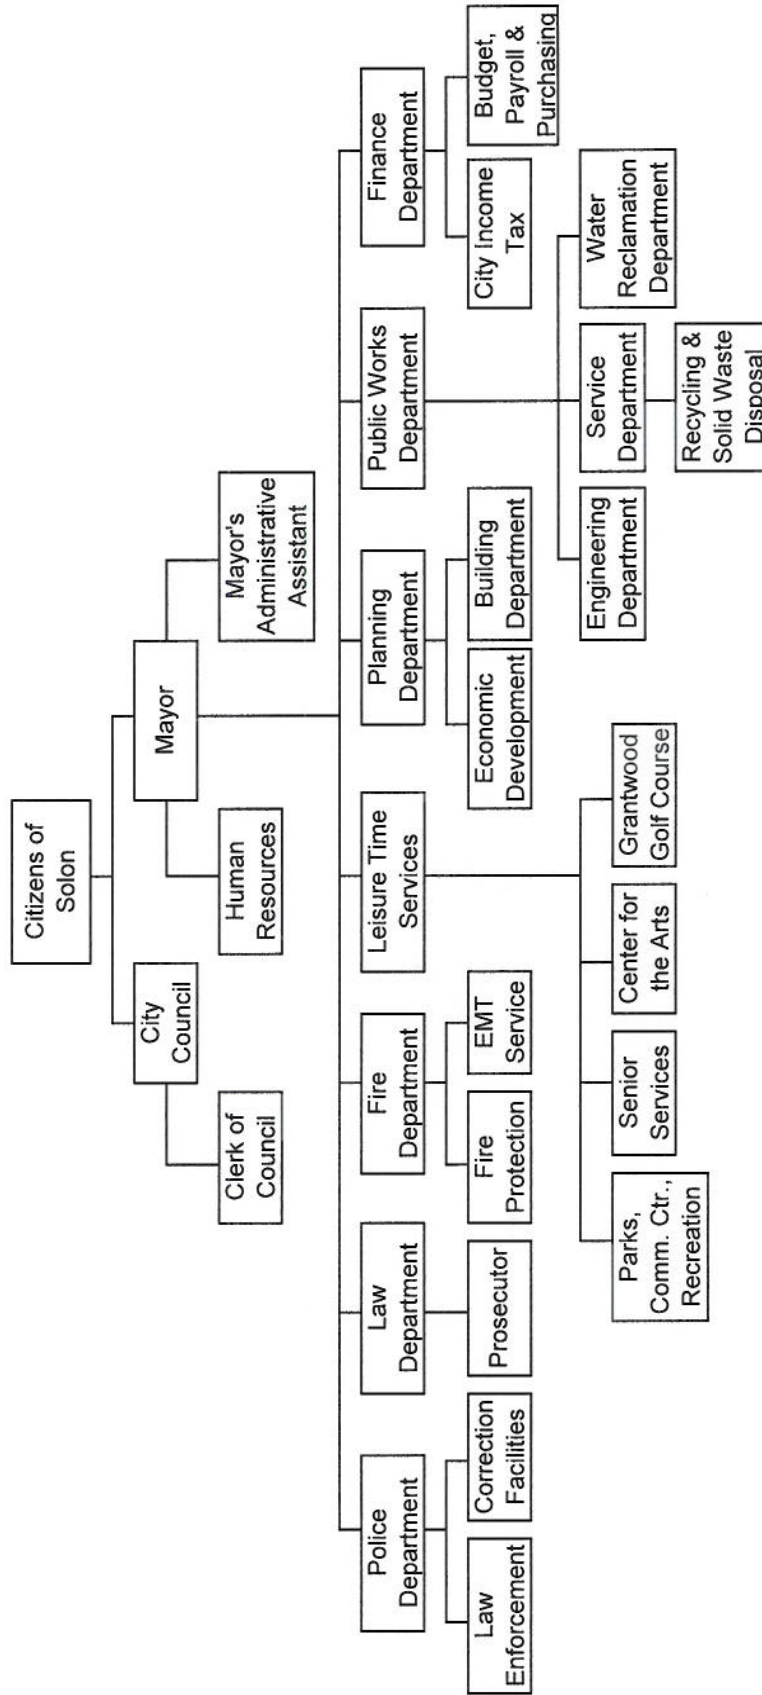 Citizens of
Solon
City
Council
Mayor
Clerk of
Council
Human
Resources
Mayor's
Administrative
Assistant
Police
Department
Law
Department
Fire
Department
Leisure Time
Services
Planning
Department
Public Works
Department
Finance
Department
Law
Enforcement
Correction
Facilities
Prosecutor
Fire
Protection
EMT
Service
Economic
Development
Building
Department
City Income
Tax
Budget,
Payroll &
Purchasing
Parks,
Comm. Ctr.,
Recreation
Senior
Services
Center for
the Arts
Grantwood
Golf Course
Engineering
Department
Service
Department
Water
Reclamation
Department
Recycling &
Solid Waste
Disposal